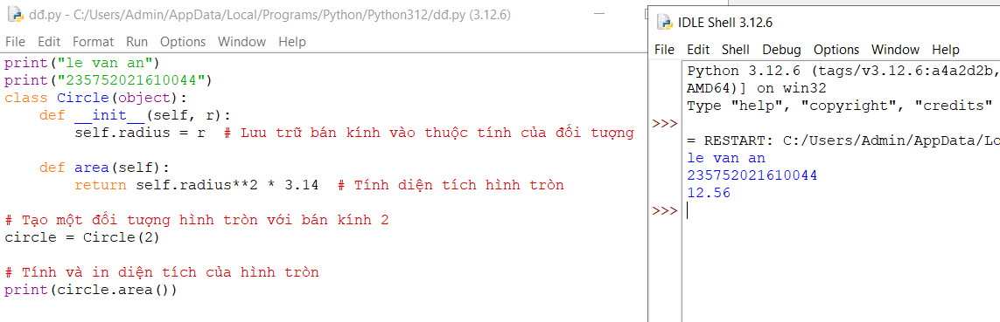 dđ.py - C:/Users/Admin/AppData/Local/Programs/Python/Python312/dđ.py (3.12.6)
File Edit Format Run Options Window Help
print("le van an")
print("235752021610044")
class Circle(object):
    def __init__(self, r):
        self.radius = r  # Lưu trữ bán kính vào thuộc tính của đối tượng
    def area(self):
        return self.radius**2 * 3.14  # Tính diện tích hình tròn
# Tạo một đối tượng hình tròn với bán kính 2
circle = Circle(2)
# Tính và in diện tích của hình tròn
print(circle.area())
IDLE Shell 3.12.6
File Edit Shell Debug Options Window Help
Python 3.12.6 (tags/v3.12.6:a4a2d2b,
AMD64)] on win32
Type "help", "copyright", "credits"
>>>
= RESTART: C:/Users/Admin/AppData/Lo
le van an
235752021610044
12.56
>>>